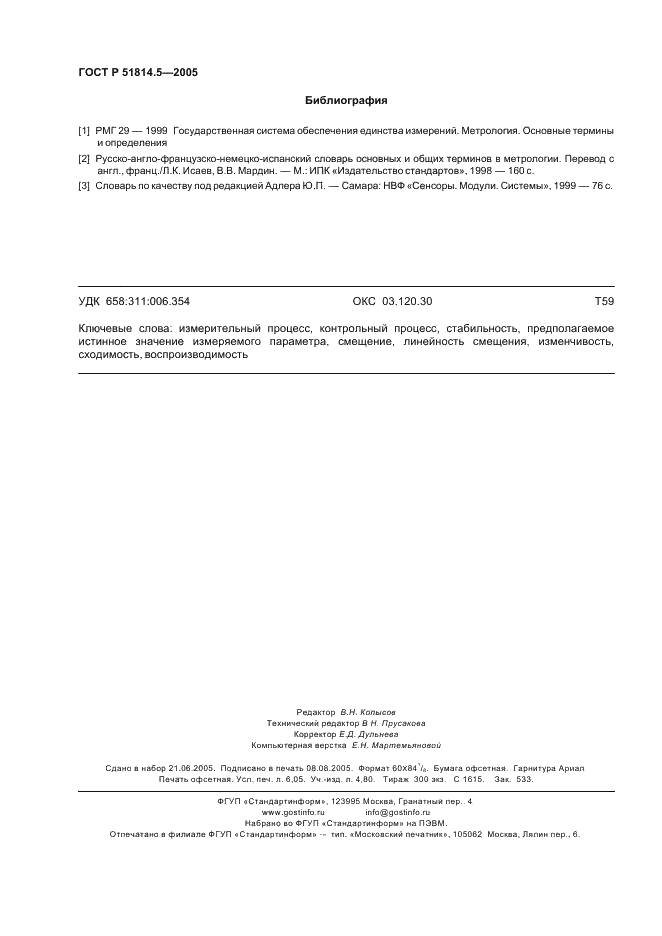 ГОСТ Р 51814.5—2005
Библиография
[1] РМГ 29 — 1999 Государственная система обеспечения единства измерений. Метрология. Основные термины
и определения
[2] Русско-англо-французско-немецко-испанский словарь основных и общих терминов в метрологии. Перевод с
англ., франц./Л.К. Исаев, В.В. Мардин. — М.: ИПК «Издательство стандартов», 1998 — 160 с.
[3] Словарь по качеству под редакцией Адлера Ю.П. — Самара: НВФ «Сенсоры. Модули. Системы», 1999 — 76 с.
УДК 658:311:006.354 ОКС 03.120.30 Т59
Ключевые слова: измерительный процесс, контрольный процесс, стабильность, предполагаемое
истинное значение измеряемого параметра, смещение, линейность смещения, изменчивость,
сходимость, воспроизводимость
Редактор В.Н. Копысов
Технический редактор В Н. Прусакова
Корректор Е.Д. Дульнева
Компьютерная верстка Е.Н. Мартемьяновой
Сдано в набор 21.06.2005. Подписано в печать 08.08.2005. Формат 60х84 1/8. Бумага офсетная. Гарнитура Ариал
Печать офсетная. Усл. печ. л. 6,05. Уч.-изд. л. 4,80. Тираж 300 экз. С 1615. Зак. 533.
ФГУП «Стандартинформ», 123995 Москва, Гранатный пер.. 4
www.gostinfo.ru info@gostinfo.ru
Набрано во ФГУП «Стандартинформ» на ПЭВМ.
Отпечатано в филиале ФГУП «Стандартинформ» -- тип. «Московский печатник», 105062 Москва, Лялин пер., 6.